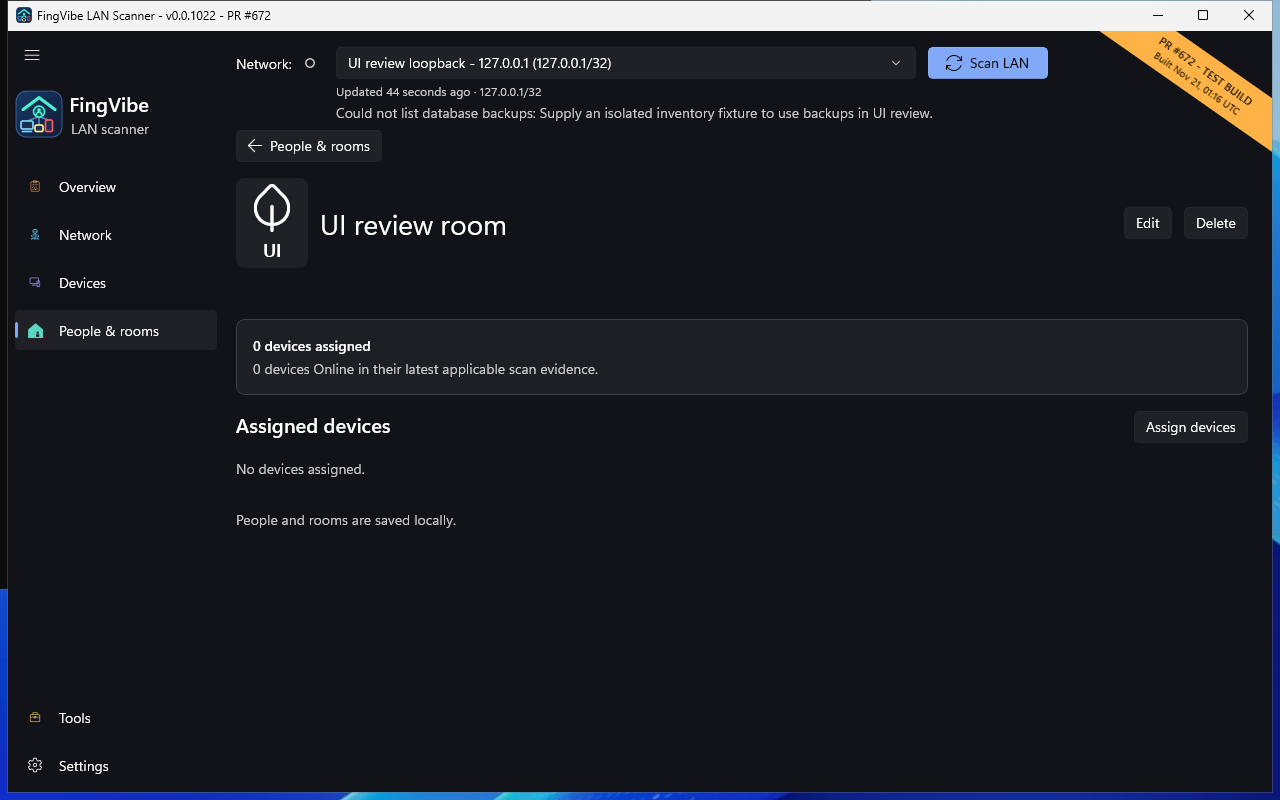 FingVibe LAN Scanner - v0.0.1022 - PR #672
Network:
UI review loopback - 127.0.0.1 (127.0.0.1/32)
Scan LAN
PR #672 - TEST BUILD
Built Nov 21, 01:16 UTC
Updated 44 seconds ago · 127.0.0.1/32
Could not list database backups: Supply an isolated inventory fixture to use backups in UI review.
FingVibe
LAN scanner
Overview
Network
Devices
People & rooms
Tools
Settings
People & rooms
UI
UI review room
Edit
Delete
0 devices assigned
0 devices Online in their latest applicable scan evidence.
Assigned devices
Assign devices
No devices assigned.
People and rooms are saved locally.